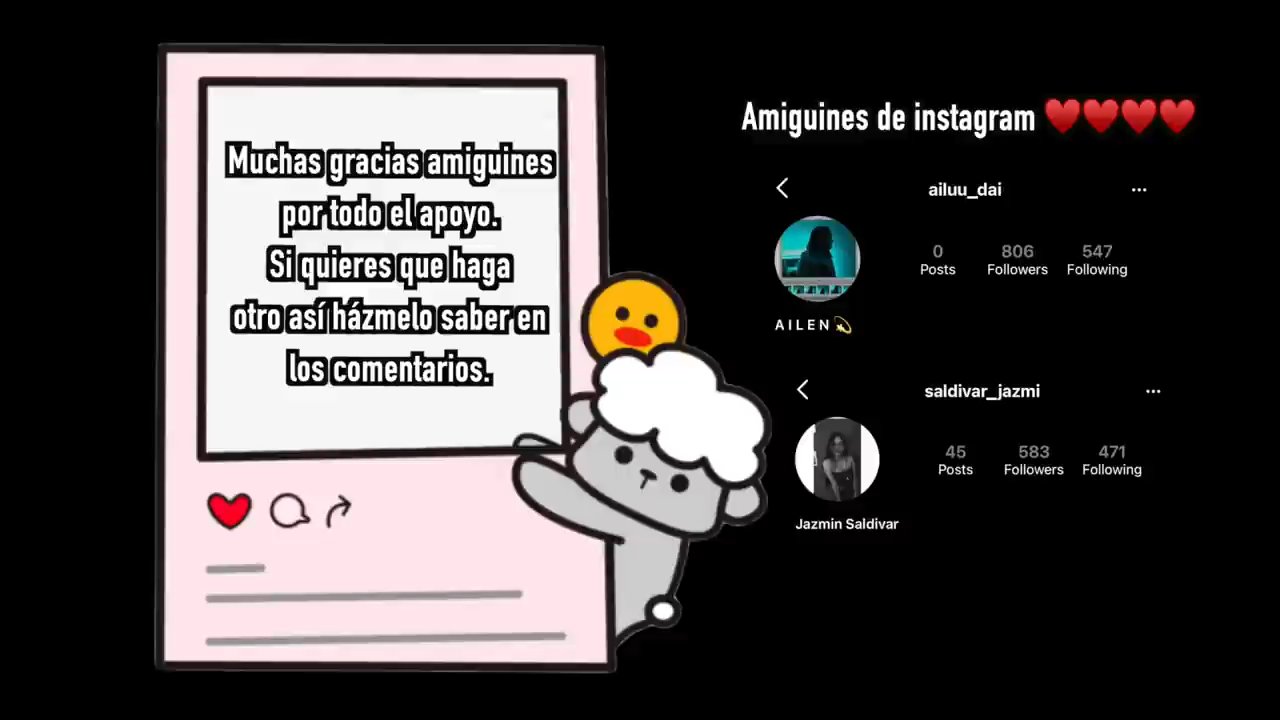 Muchas gracias amiguines
por todo el apoyo.
Si quieres que haga
otro así házmelo saber en
los comentarios.
Amiguines de instagram ❤️❤️❤️❤️
ailuu_dai
0 806 547
Posts Followers Following
AILEN💫
saldivar_jazmi
45 583 471
Posts Followers Following
Jazmin Saldivar